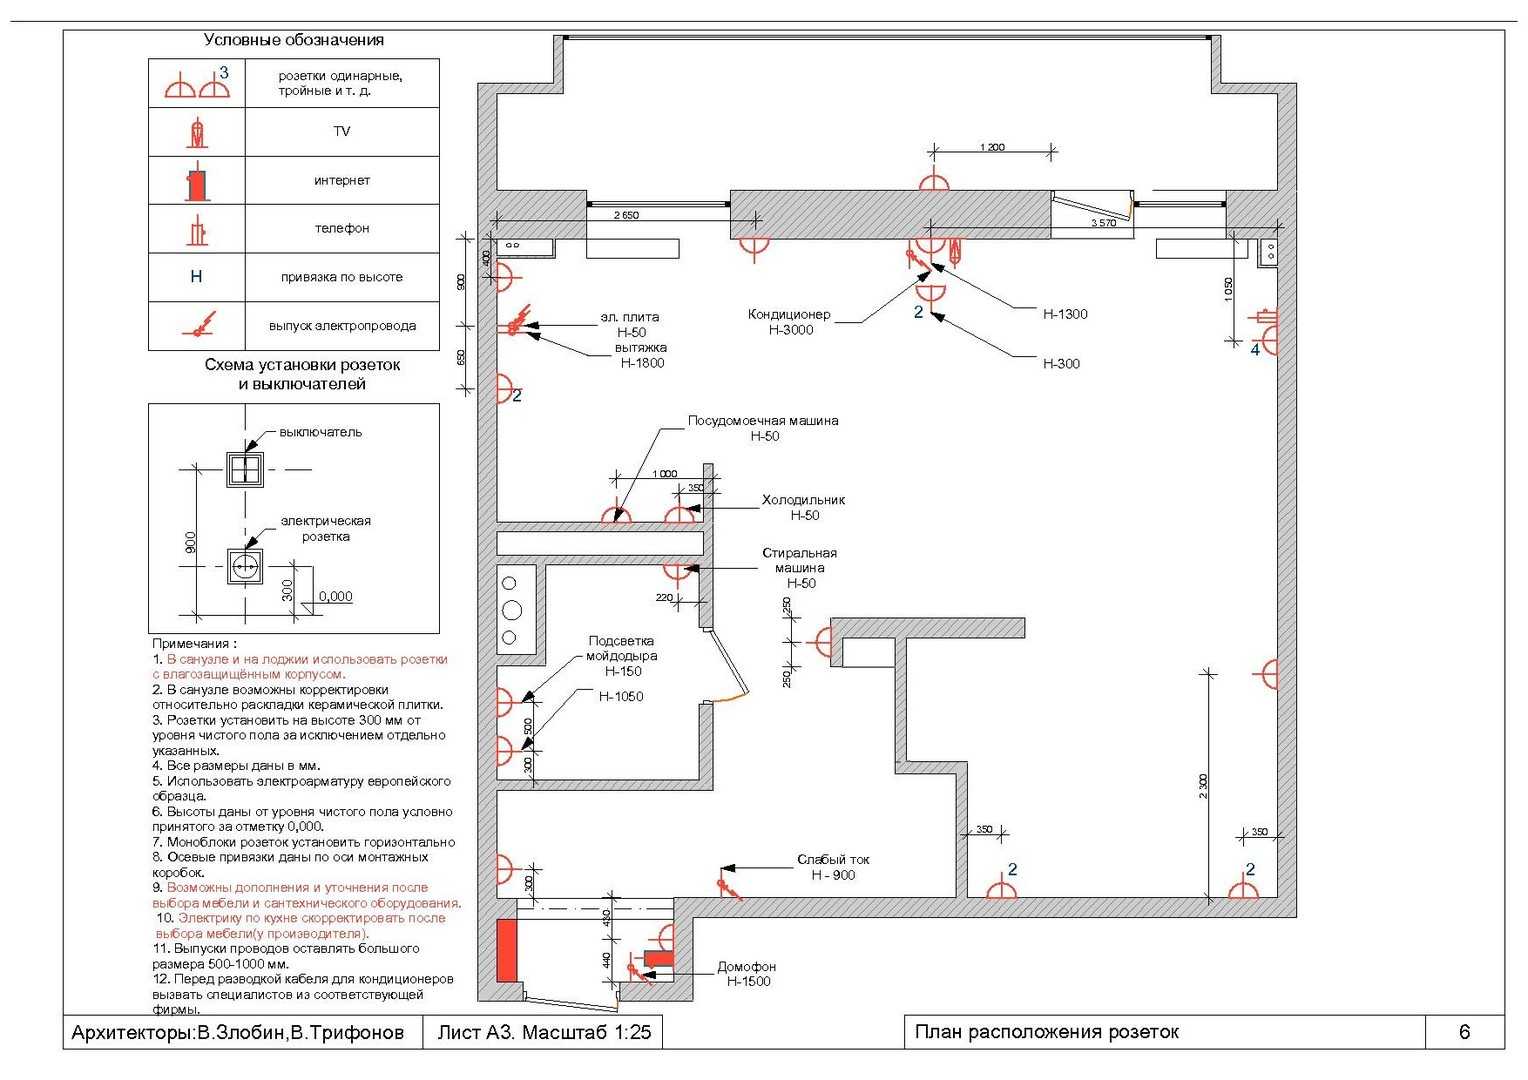 Условные обозначения
3
розетки одинарные,
тройные и т. д.
TV
интернет
телефон
H
привязка по высоте
выпуск электропровода
Схема установки розеток
и выключателей
выключатель
электрическая
розетка
900
300
0,000
Примечания :
1. В санузле и на лоджии использовать розетки
с влагозащищённым корпусом.
2. В санузле возможны корректировки
относительно раскладки керамической плитки.
3. Розетки установить на высоте 300 мм от
уровня чистого пола за исключением отдельно
указанных.
4. Все размеры даны в мм.
5. Использовать электроарматуру европейского
образца.
6. Высоты даны от уровня чистого пола условно
принятого за отметку 0,000.
7. Моноблоки розеток установить горизонтально
8. Осевые привязки даны по оси монтажных
коробок.
9. Возможны дополнения и уточнения после
выбора мебели и сантехнического оборудования.
10. Электрику по кухне скорректировать после
выбора мебели(у производителя).
11. Выпуски проводов оставлять большого
размера 500-1000 мм.
12. Перед разводкой кабеля для кондиционеров
вызвать специалистов из соответствующей
фирмы.
1 200
2 650
3 570
400
900
650
1 050
эл. плита
Н-50
вытяжка
Н-1800
Кондиционер
Н-3000
2
Н-1300
Н-300
4
2
Посудомоечная машина
Н-50
1 000
350
Холодильник
Н-50
Стиральная
машина
Н-50
220
250
250
Подсветка
мойдодыра
Н-150
Н-1050
500
300
2 300
350
350
2
2
Слабый ток
Н - 900
300
430
440
Домофон
Н-1500
Архитекторы:В.Злобин,В.Трифонов
Лист А3. Масштаб 1:25
План расположения розеток
6